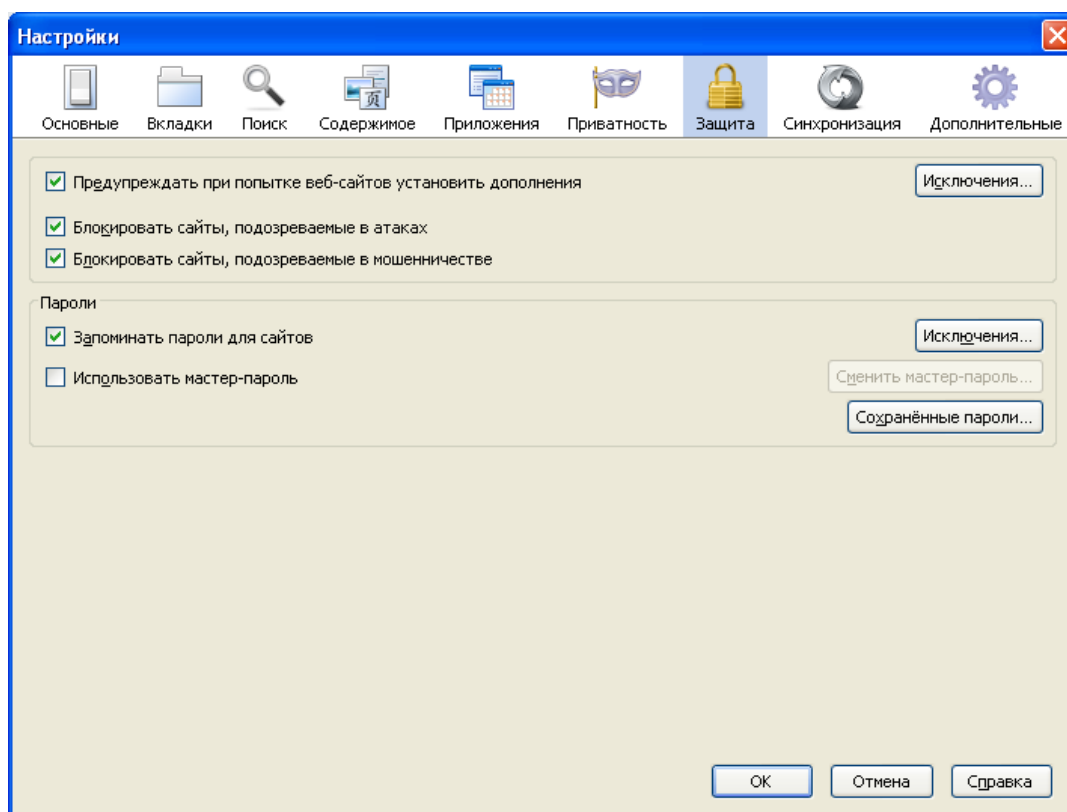 Настройки
Основные Вкладки Поиск Содержимое Приложения Приватность Защита Синхронизация Дополнительные
页
Предупреждать при попытке веб-сайтов установить дополнения Исключения...
Блокировать сайты, подозреваемые в атаках
Блокировать сайты, подозреваемые в мошенничестве
Пароли
Запоминать пароли для сайтов Исключения...
Использовать мастер-пароль Сменить мастер-пароль...
Сохранённые пароли...
ОК Отмена Справка